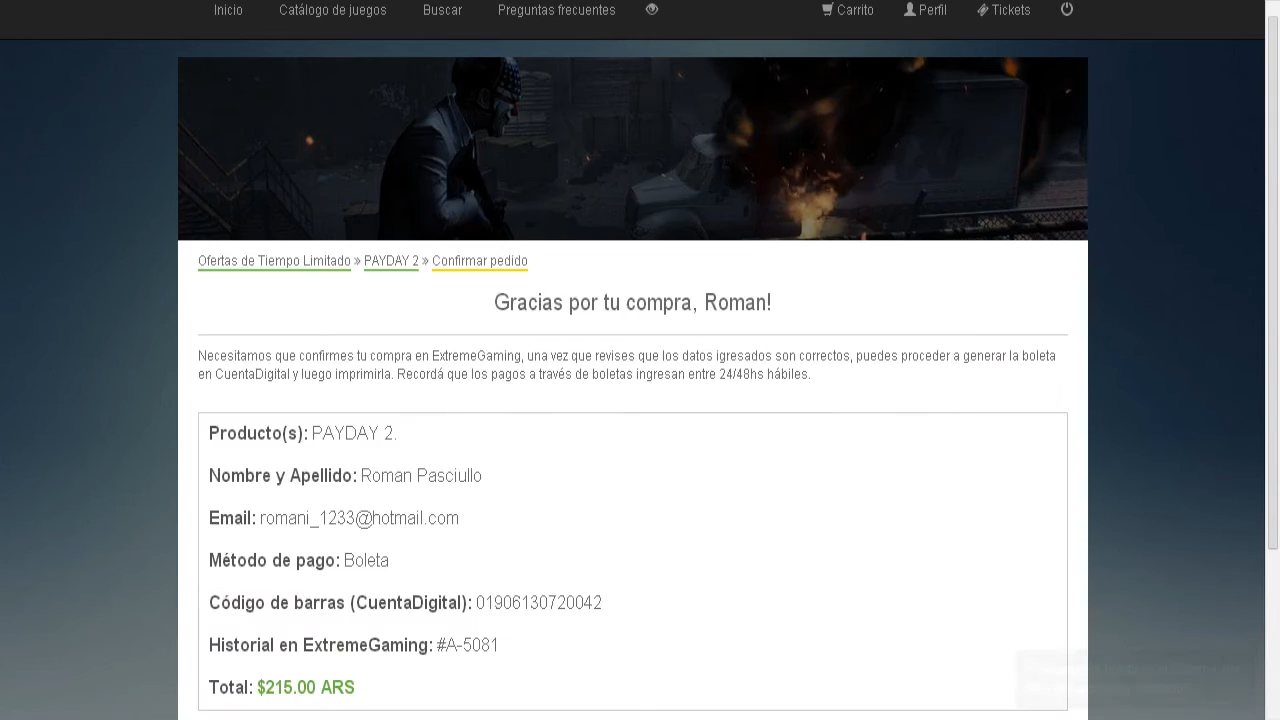 Inicio Catálogo de juegos Buscar Preguntas frecuentes Carrito Perfil Tickets
Ofertas de Tiempo Limitado » PAYDAY 2 » Confirmar pedido
Gracias por tu compra, Roman!
Necesitamos que confirmes tu compra en ExtremeGaming, una vez que revises que los datos igresados son correctos, puedes proceder a generar la boleta
en CuentaDigital y luego imprimirla. Recordá que los pagos a través de boletas ingresan entre 24/48hs hábiles.
Producto(s): PAYDAY 2.
Nombre y Apellido: Roman Pasciullo
Email: romani_1233@hotmail.com
Método de pago: Boleta
Código de barras (CuentaDigital): 01906130720042
Historial en ExtremeGaming: #A-5081
Total: $215.00 ARS